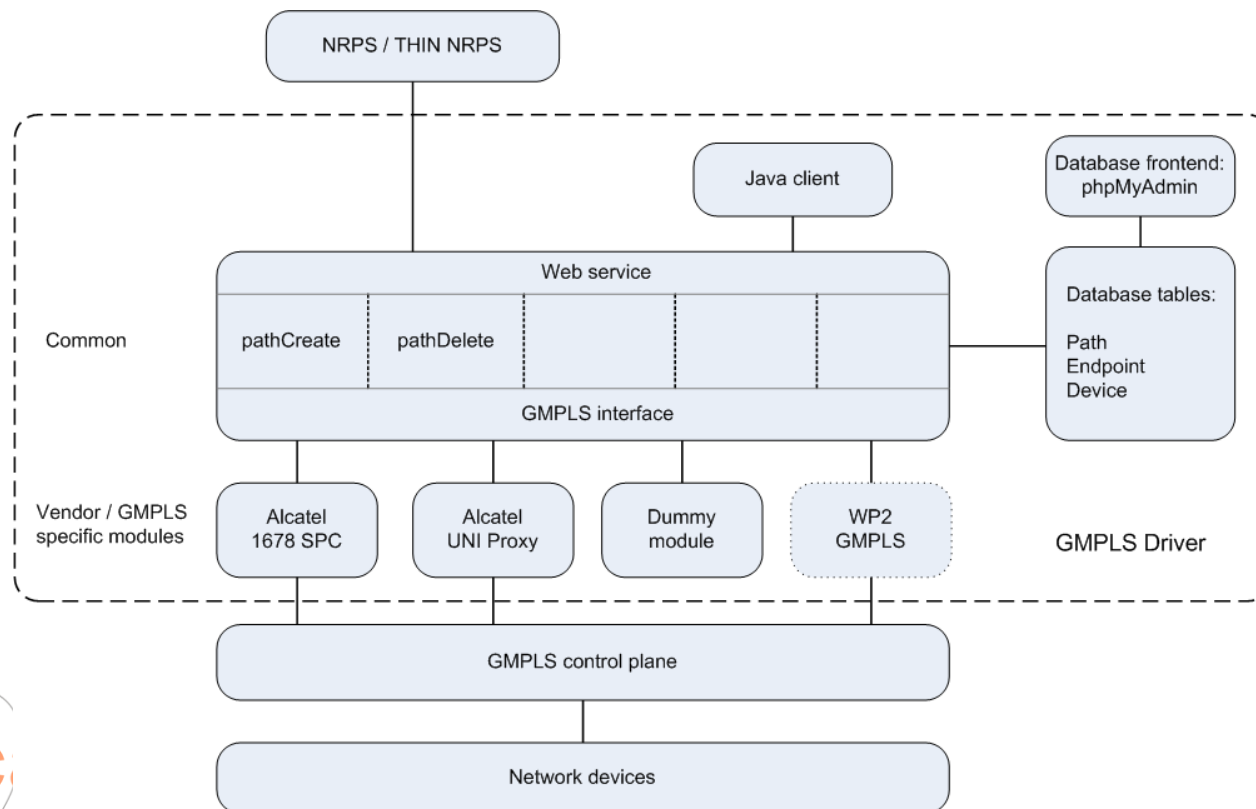 NRPS / THIN NRPS
Java client
Database frontend:
phpMyAdmin
Web service
Database tables:
Path
Endpoint
Device
Common
pathCreate
pathDelete
GMPLS interface
Vendor / GMPLS
specific modules
Alcatel
1678 SPC
Alcatel
UNI Proxy
Dummy
module
WP2
GMPLS
GMPLS Driver
GMPLS control plane
Network devices